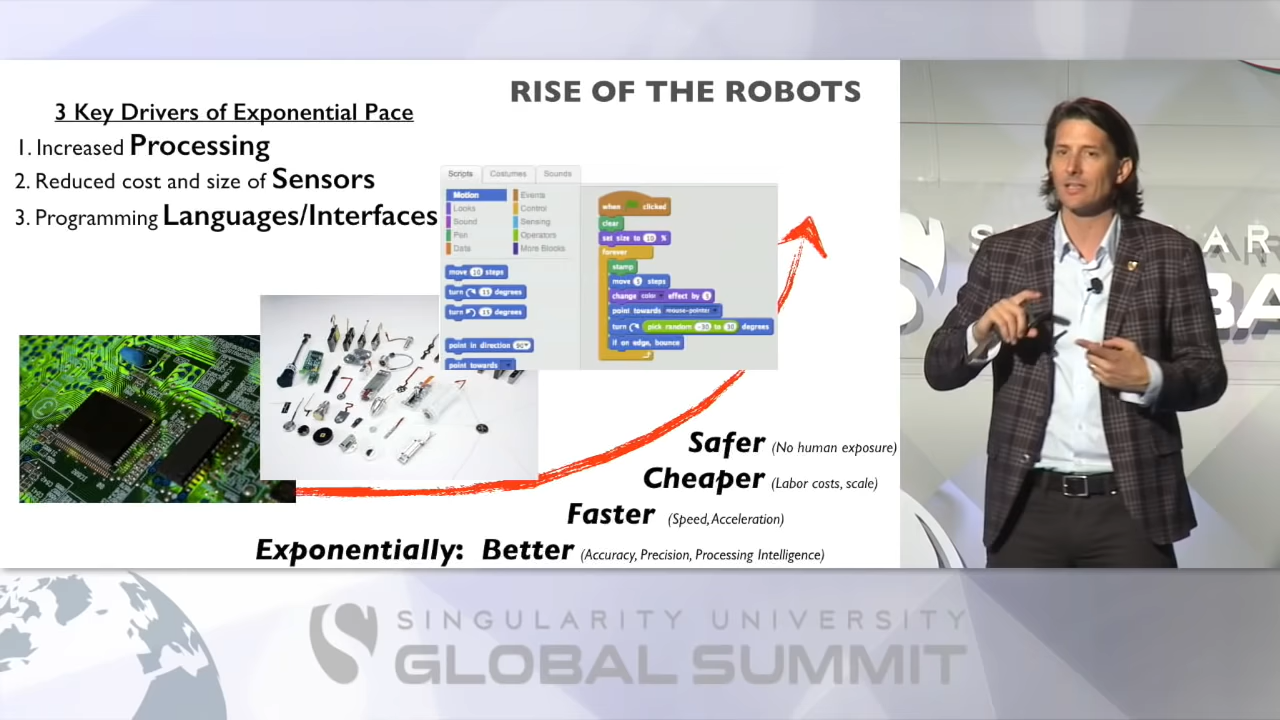 RISE OF THE ROBOTS
3 Key Drivers of Exponential Pace
1. Increased Processing
2. Reduced cost and size of Sensors
3. Programming Languages/Interfaces
Scripts Costumes Sounds
Motion Events
Looks Control
Sound Sensing
Pen Operators
Data More Blocks
move 10 steps
turn 15 degrees
turn 15 degrees
point in direction 90
point towards
when clicked
clear
set size to 10 %
forever
stamp
move 5 steps
change color effect by 5
point towards mouse-pointer
turn pick random -30 to 30 degrees
if on edge, bounce
Safer (No human exposure)
Cheaper (Labor costs, scale)
Faster (Speed, Acceleration)
Exponentially: Better (Accuracy, Precision, Processing Intelligence)
SINGULARITY UNIVERSITY
GLOBAL SUMMIT